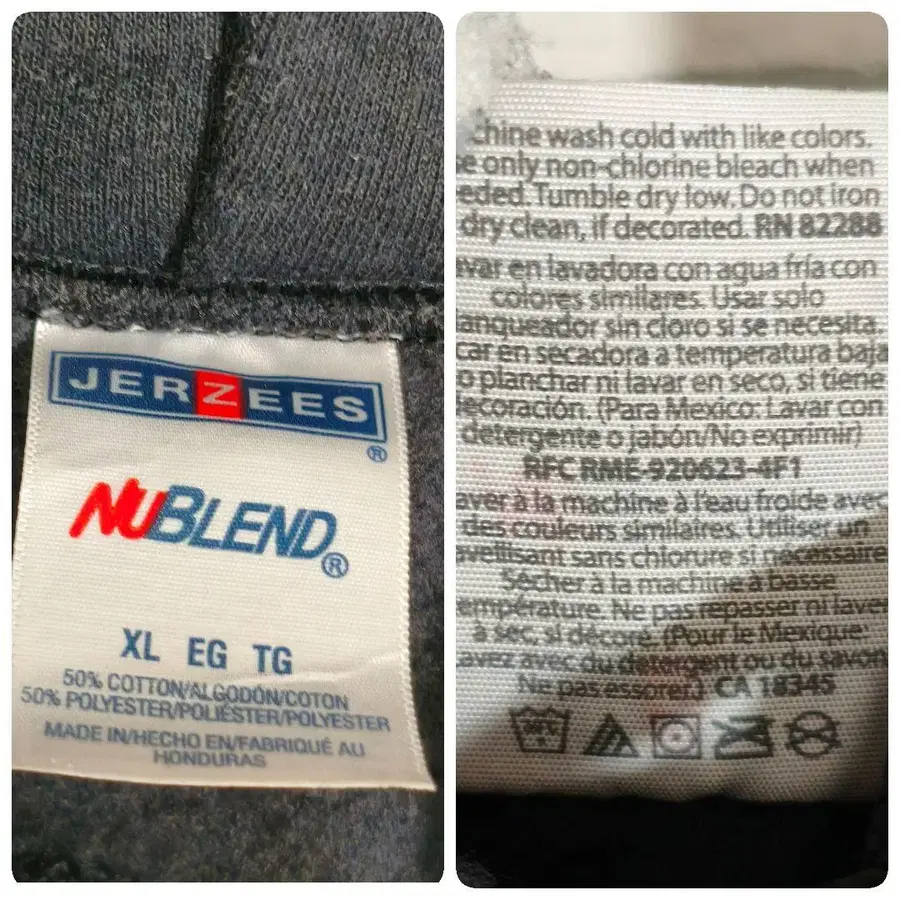 JERZEES
®
NUBLEND®
XL EG TG
50% COTTON/ALGODÓN/COTON
50% POLYESTER/POLIÉSTER/POLYESTER
MADE IN/HECHO EN/FABRIQUÉ AU
HONDURAS
chine wash cold with like colors.
e only non-chlorine bleach when
eded. Tumble dry low. Do not iron
dry clean, if decorated. RN 82288
avar en lavadora con agua fría con
colores similares. Usar solo
anqueador sin cloro si se necesita.
car en secadora a temperatura baja
o planchar ni lavar en seco, si tiene
ecoración. (Para Mexico: Lavar con
detergente o jabón/No exprimir)
RFC RME-920623-4F1
aver à la machine à l'eau froide avec
des couleurs similaires. Utiliser un
avellisant sans chlorure si nécessaire
Sécher à la machine à basse
empérature. Ne pas repasser ni laver
à sec, si décoré. (Pour le Mexique:
avez avec du détergent ou du savon
Ne pas essorer.) CA 18345